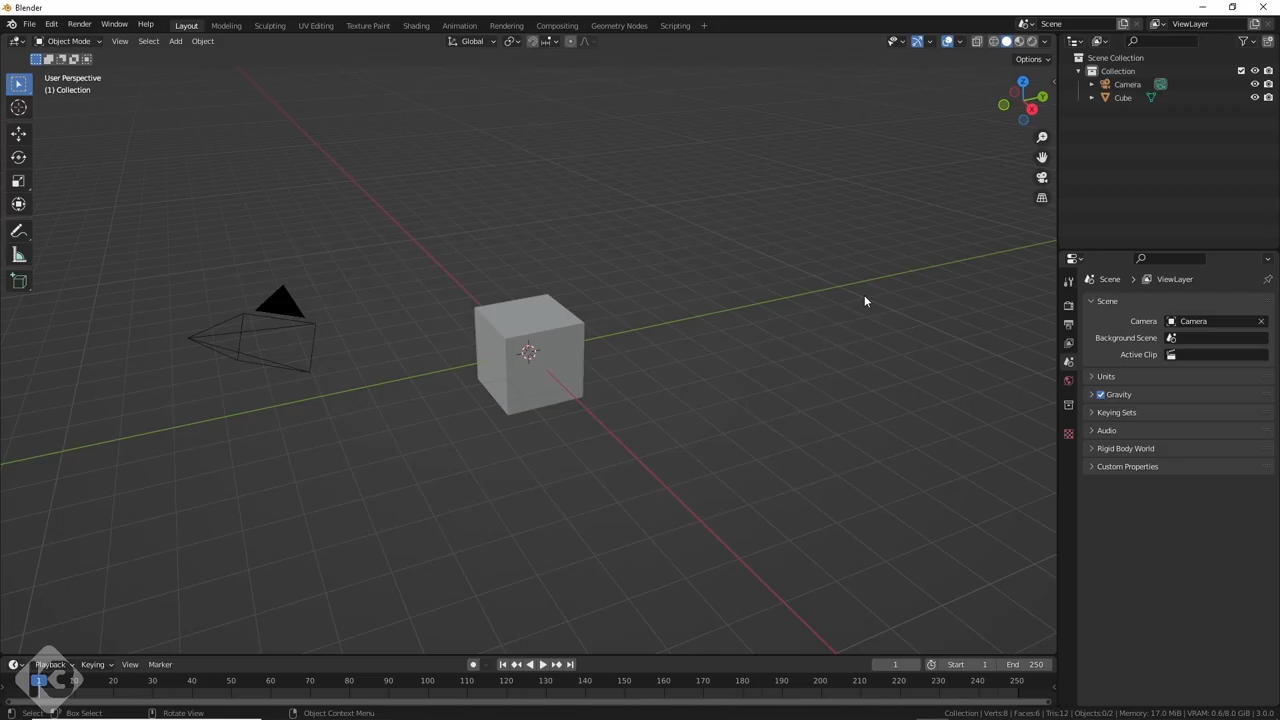 Blender
File Edit Render Window Help Layout Modeling Sculpting UV Editing Texture Paint Shading Animation Rendering Compositing Geometry Nodes Scripting + Scene ViewLayer
Object Mode View Select Add Object Global
Options
User Perspective
(1) Collection
Z
Y
X
Scene Collection
Collection
Camera
Cube
Scene > ViewLayer
Scene
Camera Camera
Background Scene
Active Clip
Units
Gravity
Keying Sets
Audio
Rigid Body World
Custom Properties
Playback Keying View Marker 1 Start 1 End 250
1 10 20 30 40 50 60 70 80 90 100 110 120 130 140 150 160 170 180 190 200 210 220 230 240 250
Select Box Select Rotate View Object Context Menu Collection | Verts:8 | Faces:6 | Tris:12 | Objects:0/2 | Memory: 17.0 MiB | VRAM: 0.6/8.0 GiB | 3.0.0
KC